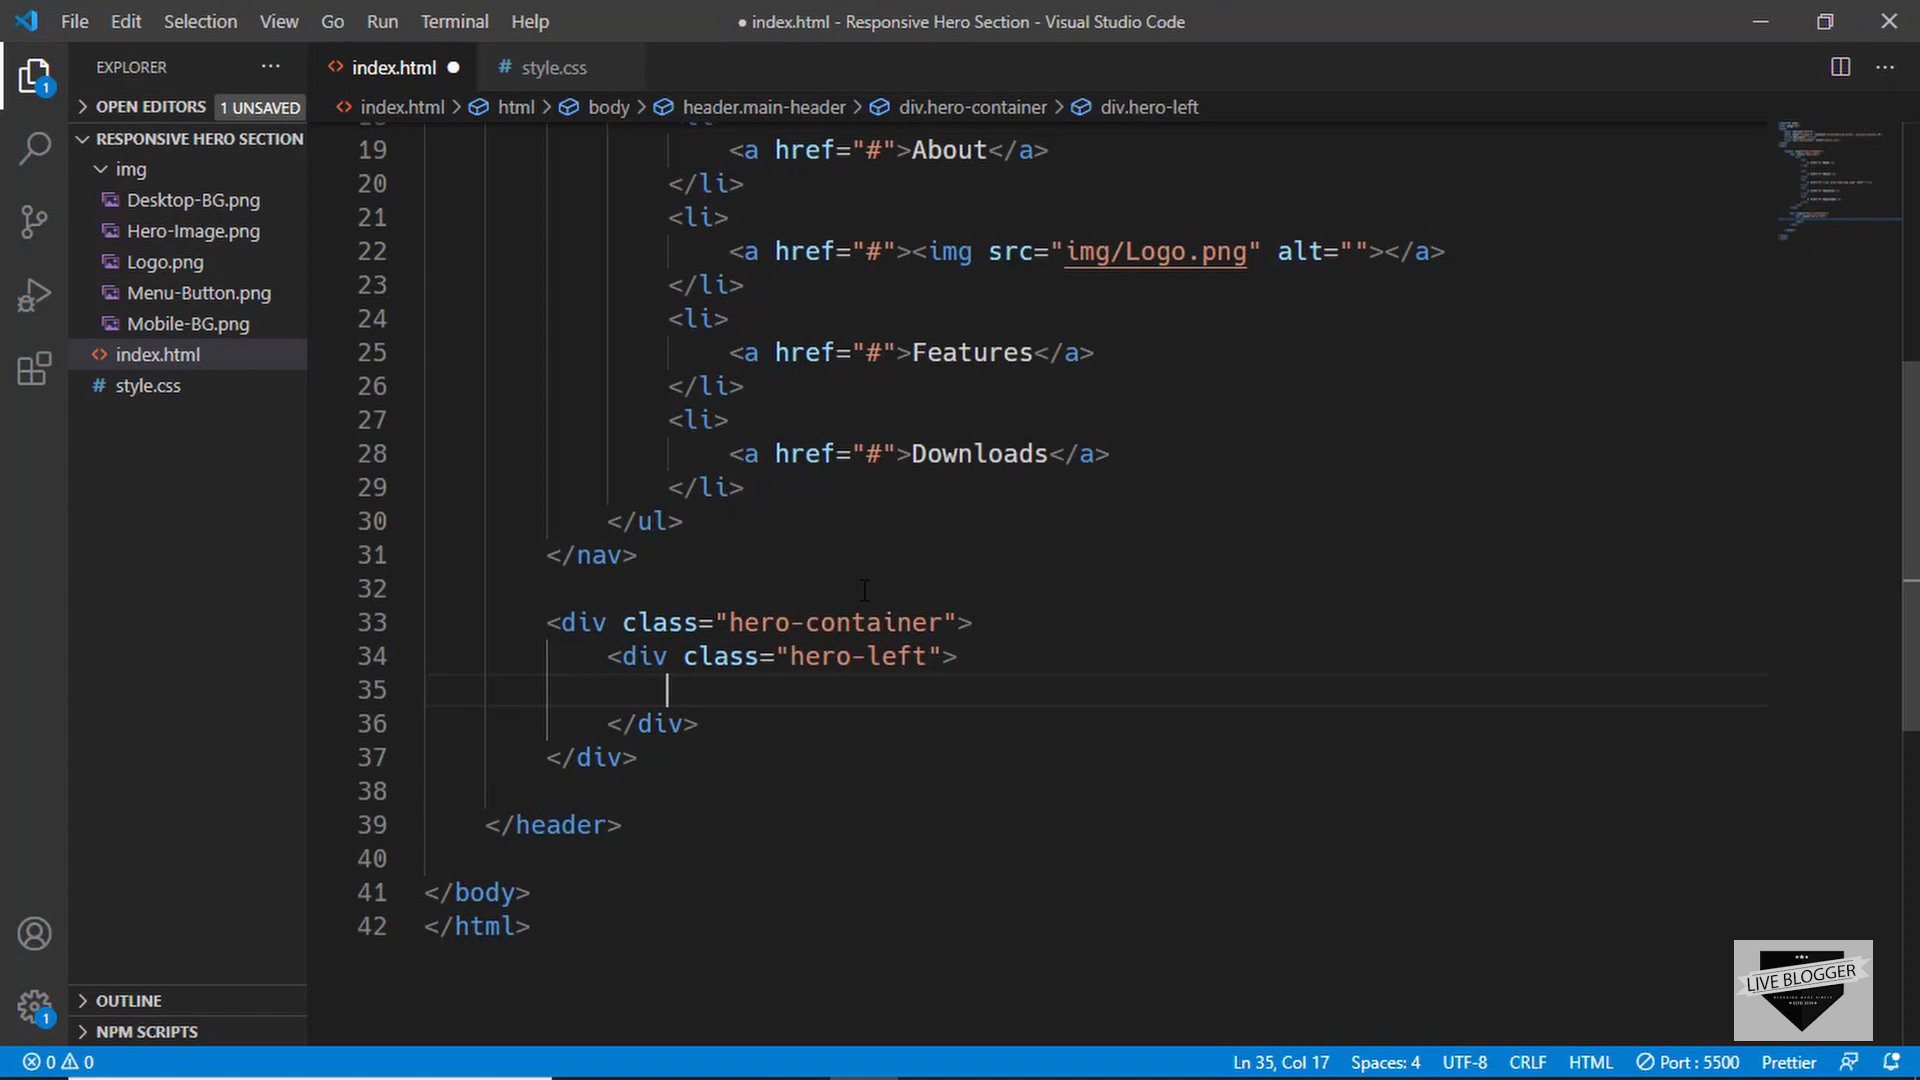 File Edit Selection View Go Run Terminal Help
● index.html - Responsive Hero Section - Visual Studio Code
EXPLORER
OPEN EDITORS 1 UNSAVED
RESPONSIVE HERO SECTION
img
Desktop-BG.png
Hero-Image.png
Logo.png
Menu-Button.png
Mobile-BG.png
index.html
style.css
OUTLINE
NPM SCRIPTS
1
1
index.html ●
# style.css
index.html > html > body > header.main-header > div.hero-container > div.hero-left
19 <a href="#">About</a>
20 </li>
21 <li>
22 <a href="#"><img src="img/Logo.png" alt=""></a>
23 </li>
24 <li>
25 <a href="#">Features</a>
26 </li>
27 <li>
28 <a href="#">Downloads</a>
29 </li>
30 </ul>
31 </nav>
32
33 <div class="hero-container">
34 <div class="hero-left">
35
36 </div>
37 </div>
38
39 </header>
40
41 </body>
42 </html>
LIVE BLOGGER
0 0
Ln 35, Col 17 Spaces: 4 UTF-8 CRLF HTML Port : 5500 Prettier